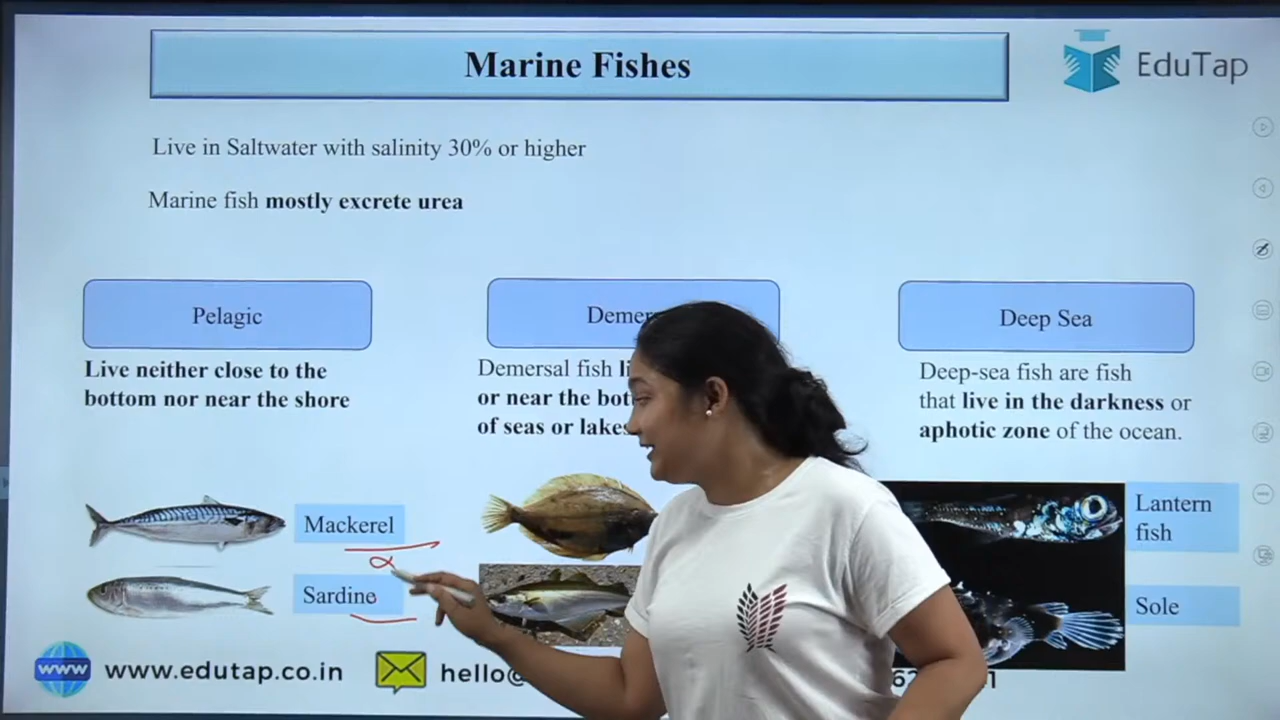 Marine Fishes
EduTap
Live in Saltwater with salinity 30% or higher
Marine fish mostly excrete urea
Pelagic
Live neither close to the
bottom nor near the shore
Mackerel
Sardine
Demersal fish
or near the
of seas or lakes
Deep Sea
Deep-sea fish are fish
that live in the darkness or
aphotic zone of the ocean.
Lantern
fish
Sole
www
www.edutap.co.in
hello@